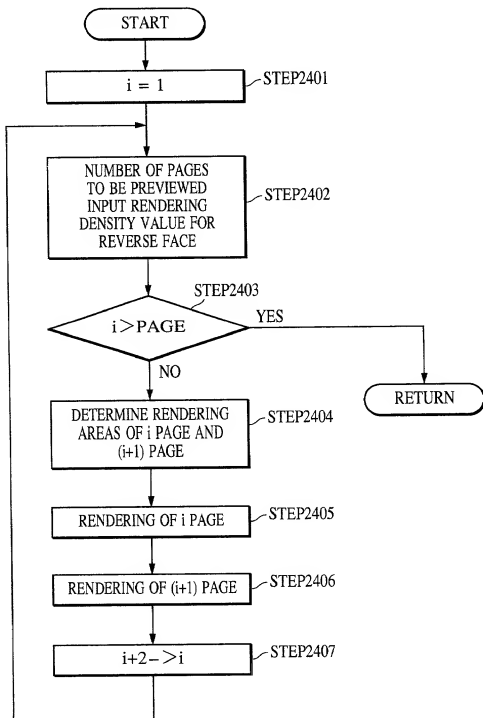 START
i = 1
STEP2401
NUMBER OF PAGES
TO BE PREVIEWED
INPUT RENDERING
DENSITY VALUE FOR
REVERSE FACE
STEP2402
STEP2403
i>PAGE
YES
NO
RETURN
DETERMINE RENDERING
AREAS OF i PAGE AND
(i+1) PAGE
STEP2404
RENDERING OF i PAGE
STEP2405
RENDERING OF (i+1) PAGE
STEP2406
i+2->i
STEP2407